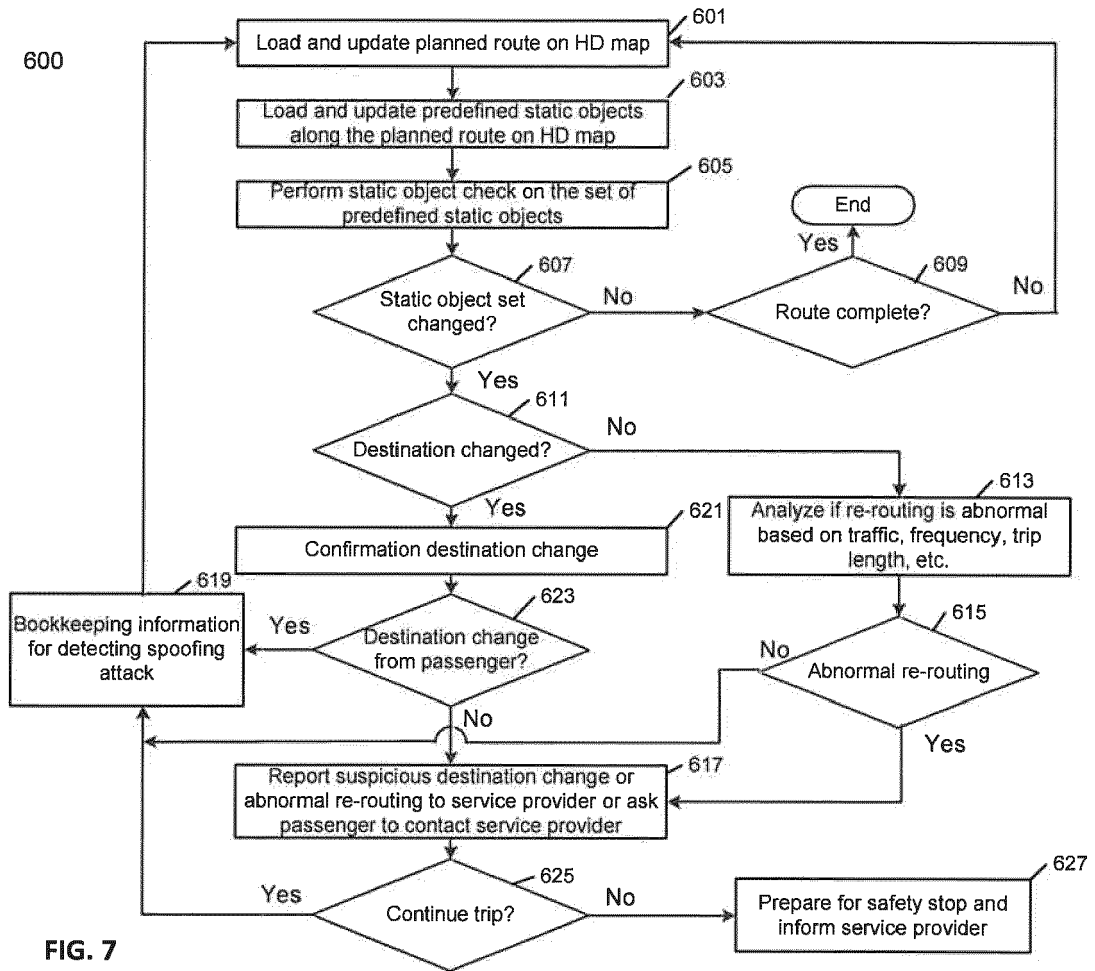 600
601
Load and update planned route on HD map
603
Load and update predefined static objects
along the planned route on HD map
605
Perform static object check on the set of
predefined static objects
End
Yes
607
Static object set
changed?
No
609
Route complete?
No
Yes
611
Destination changed?
No
613
Analyze if re-routing is abnormal
based on traffic, frequency, trip
length, etc.
Yes
621
Confirmation destination change
619
Bookkeeping information
for detecting spoofing
attack
Yes
623
Destination change
from passenger?
615
No
Abnormal re-routing
No
Yes
617
Report suspicious destination change or
abnormal re-routing to service provider or ask
passenger to contact service provider
Yes
625
Continue trip?
No
627
Prepare for safety stop and
inform service provider
FIG. 7